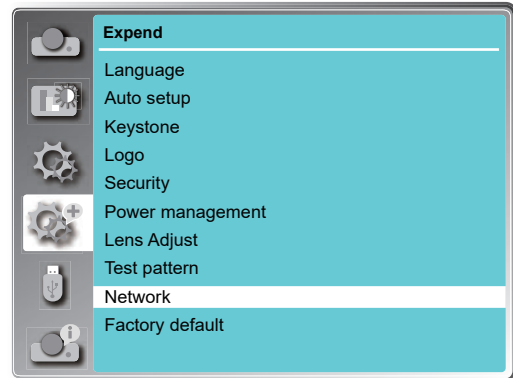 Expend
Language
Auto setup
Keystone
Logo
Security
Power management
Lens Adjust
Test pattern
Network
Factory default